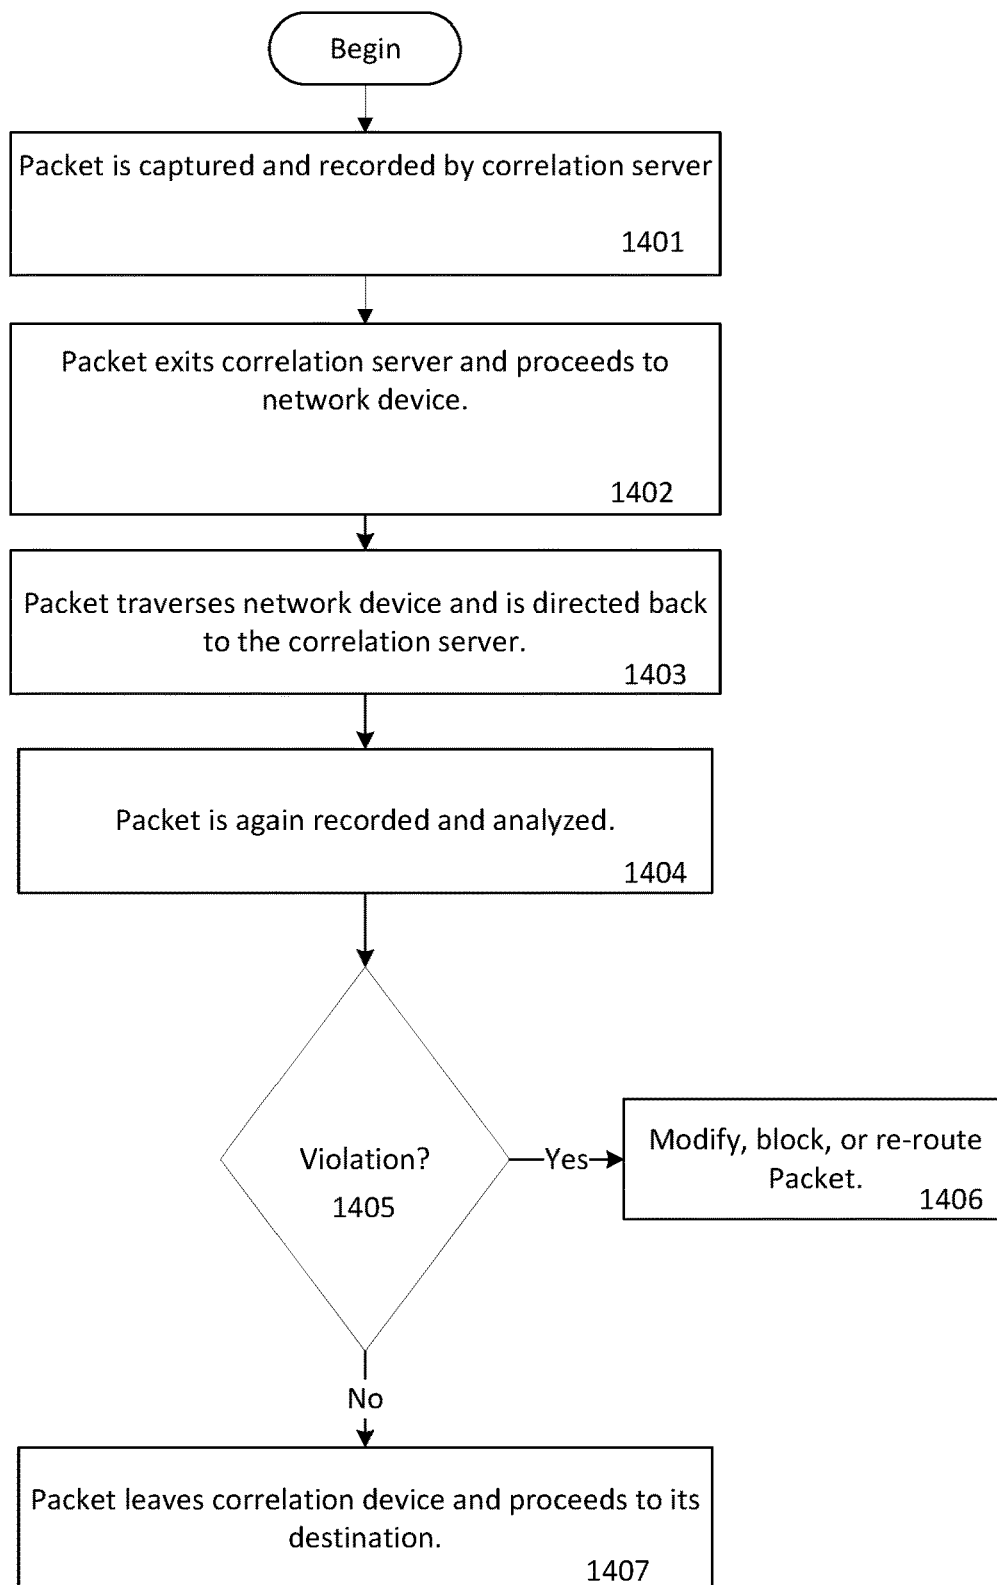 Begin
Packet is captured and recorded by correlation server
1401
Packet exits correlation server and proceeds to
network device.
1402
Packet traverses network device and is directed back
to the correlation server.
1403
Packet is again recorded and analyzed.
1404
Violation?
1405
Yes
Modify, block, or re-route
Packet.
1406
No
Packet leaves correlation device and proceeds to its
destination.
1407